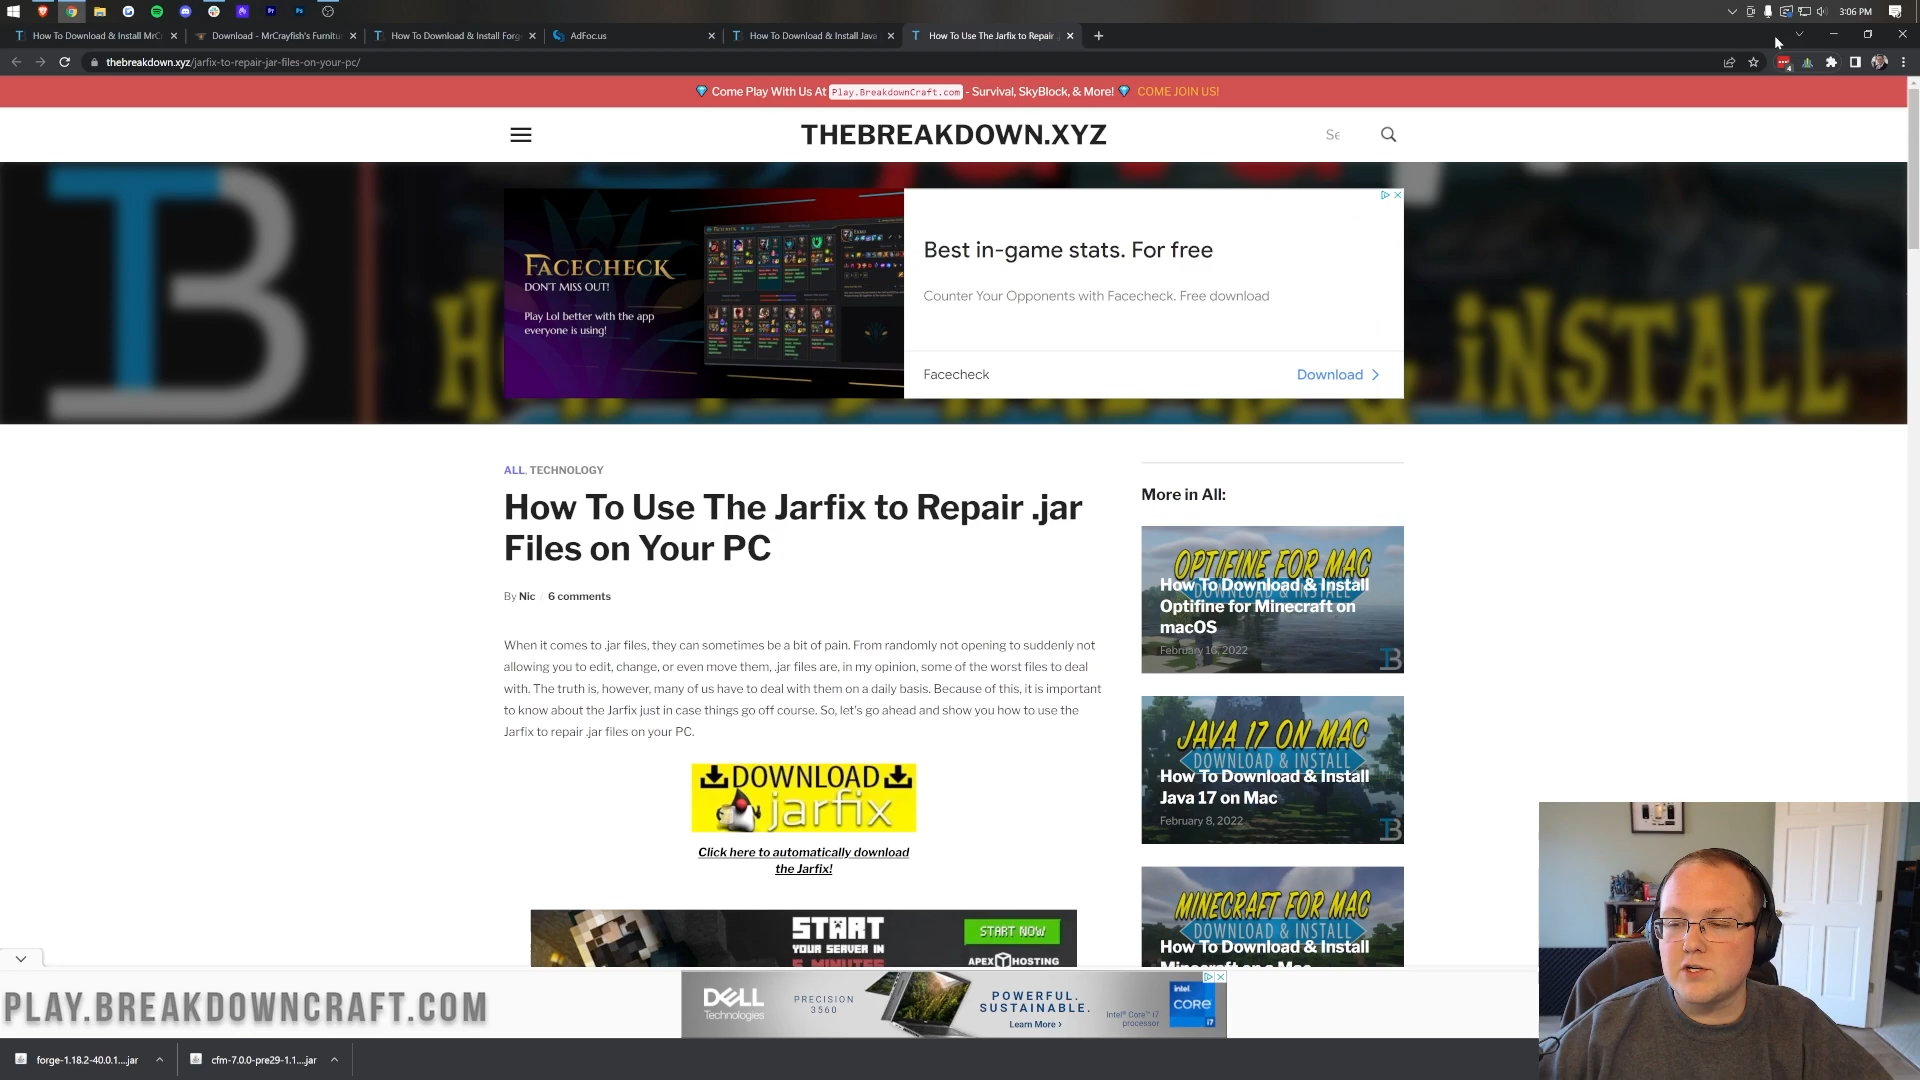 3:06 PM
How To Download & Install MrC
Download - MrCrayfish's Furnitu
How To Download & Install Forg
AdFoc.us
How To Download & Install Java
How To Use The Jarfix to Repair
thebreakdown.xyz/jarfix-to-repair-jar-files-on-your-pc/
Come Play With Us At Play.BreakdownCraft.com - Survival, SkyBlock, & More! COME JOIN US!
THEBREAKDOWN.XYZ
Se
FACECHECK
DON'T MISS OUT!
Play Lol better with the app
everyone is using!
Best in-game stats. For free
Counter Your Opponents with Facecheck. Free download
Facecheck
Download
INSTALL
ALL, TECHNOLOGY
How To Use The Jarfix to Repair .jar
Files on Your PC
By Nic / 6 comments
When it comes to .jar files, they can sometimes be a bit of pain. From randomly not opening to suddenly not
allowing you to edit, change, or even move them, .jar files are, in my opinion, some of the worst files to deal
with. The truth is, however, many of us have to deal with them on a daily basis. Because of this, it is important
to know about the Jarfix just in case things go off course. So, let's go ahead and show you how to use the
Jarfix to repair .jar files on your PC.
DOWNLOAD
jarfix
Click here to automatically download
the Jarfix!
START
YOUR SERVER IN
5 MINUTES
START NOW
APEX HOSTING
More in All:
OPTIFINE FOR MAC
DOWNLOAD & INSTALL
How To Download & Install
Optifine for Minecraft on
macOS
February 16, 2022
JAVA 17 ON MAC
DOWNLOAD & INSTALL
How To Download & Install
Java 17 on Mac
February 8, 2022
MINECRAFT FOR MAC
DOWNLOAD & INSTALL
How To Download & Install
Minecraft on a Mac
PLAY.BREAKDOWNCRAFT.COM
DELL
Technologies
PRECISION
3560
POWERFUL.
SUSTAINABLE.
Learn More ›
Intel® Core™ i7
processor
intel.
CORE
i7
forge-1.18.2-40.0.1....jar
cfm-7.0.0-pre29-1.1....jar